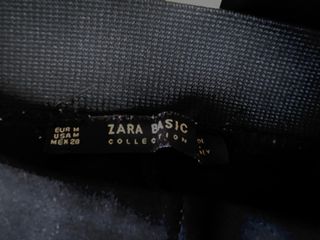 EUR M
USA M
MEX 28
ZARA BASIC
COLLECTION